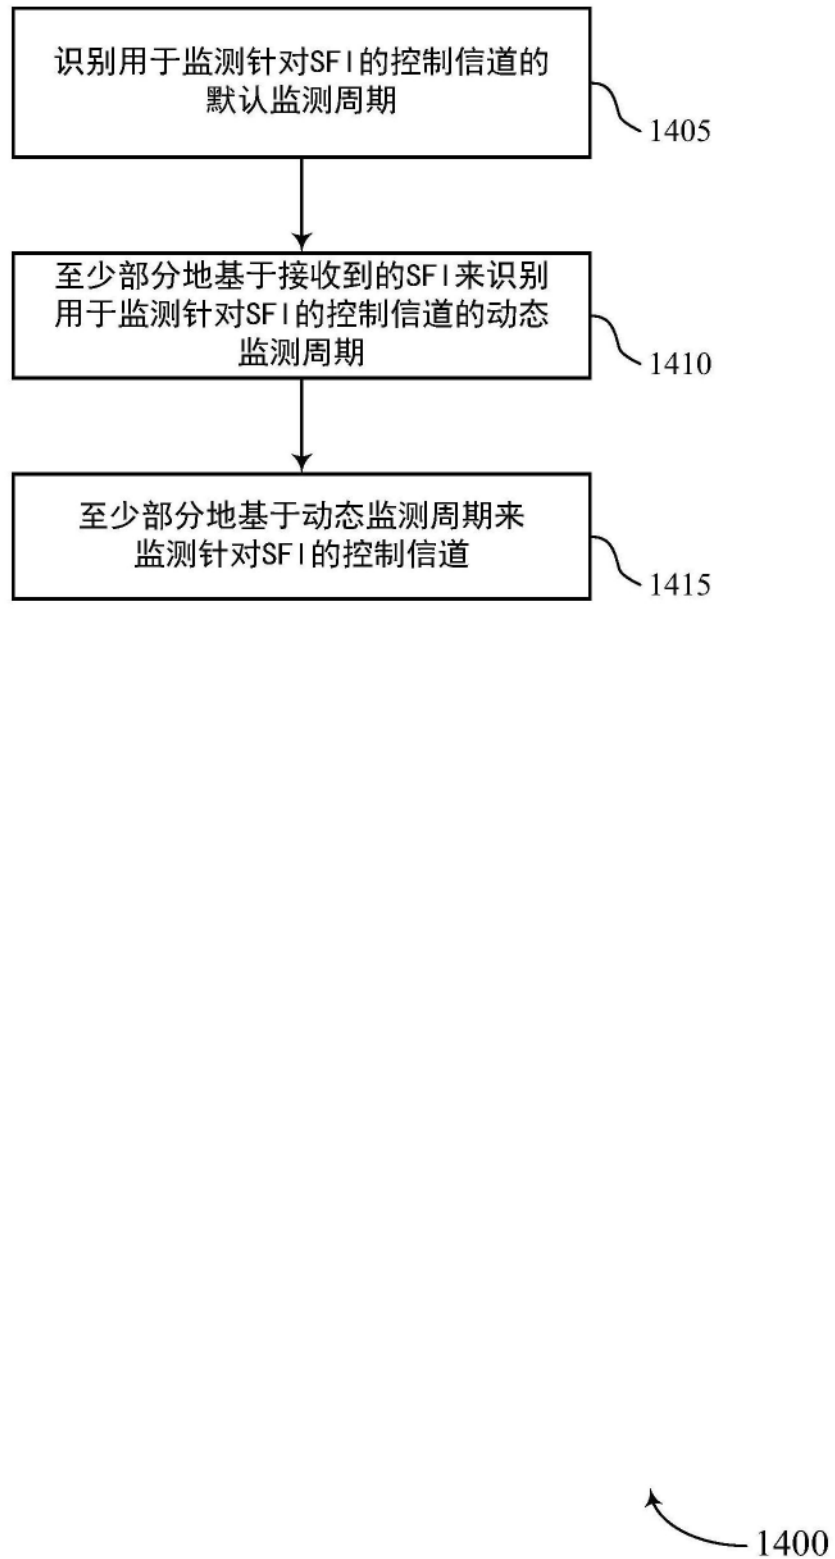 识别用于监测针对SFI的控制信道的
默认监测周期
1405
至少部分地基于接收到的SFI来识别
用于监测针对SFI的控制信道的动态
监测周期
1410
至少部分地基于动态监测周期来
监测针对SFI的控制信道
1415
1400